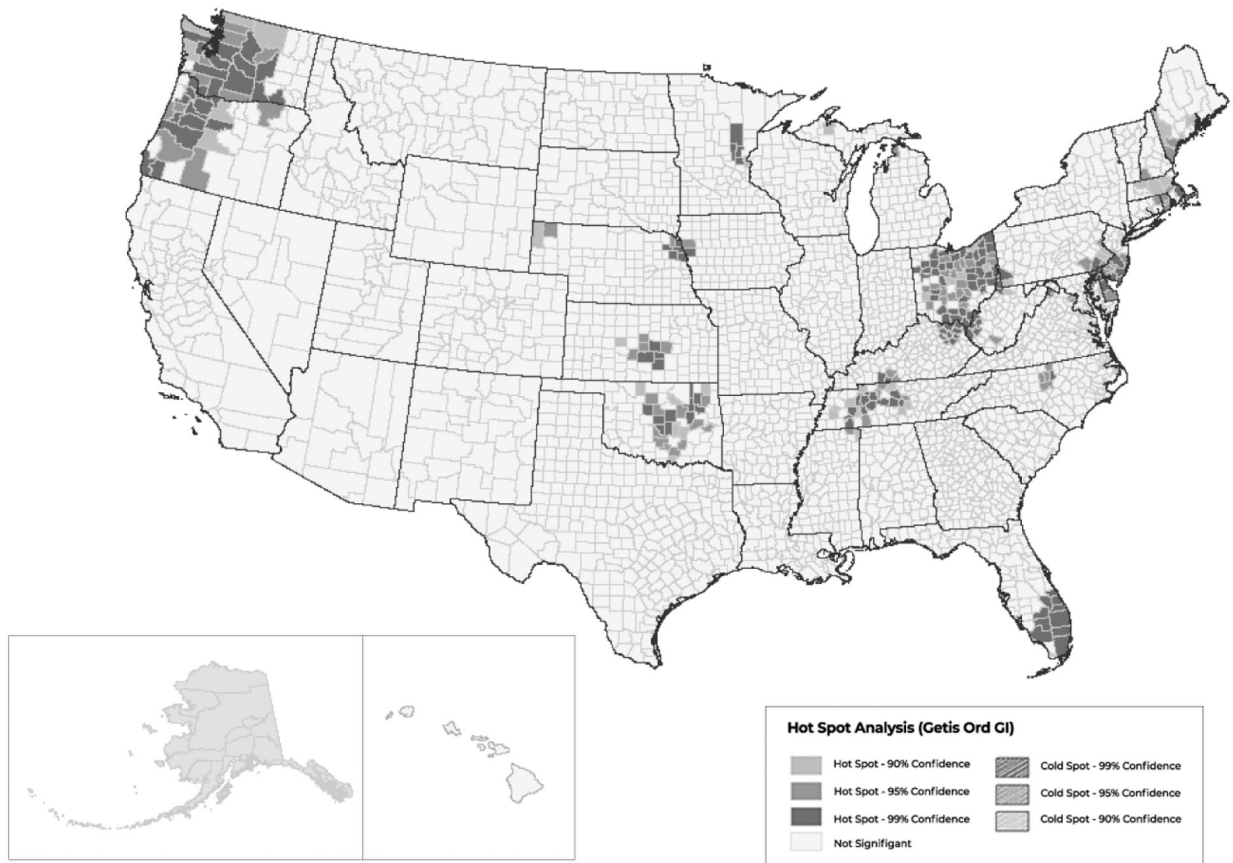 Hot Spot Analysis (Getis Ord GI)
Hot Spot - 90% Confidence
Cold Spot - 99% Confidence
Hot Spot - 95% Confidence
Cold Spot - 95% Confidence
Hot Spot - 99% Confidence
Cold Spot - 90% Confidence
Not Signifigant